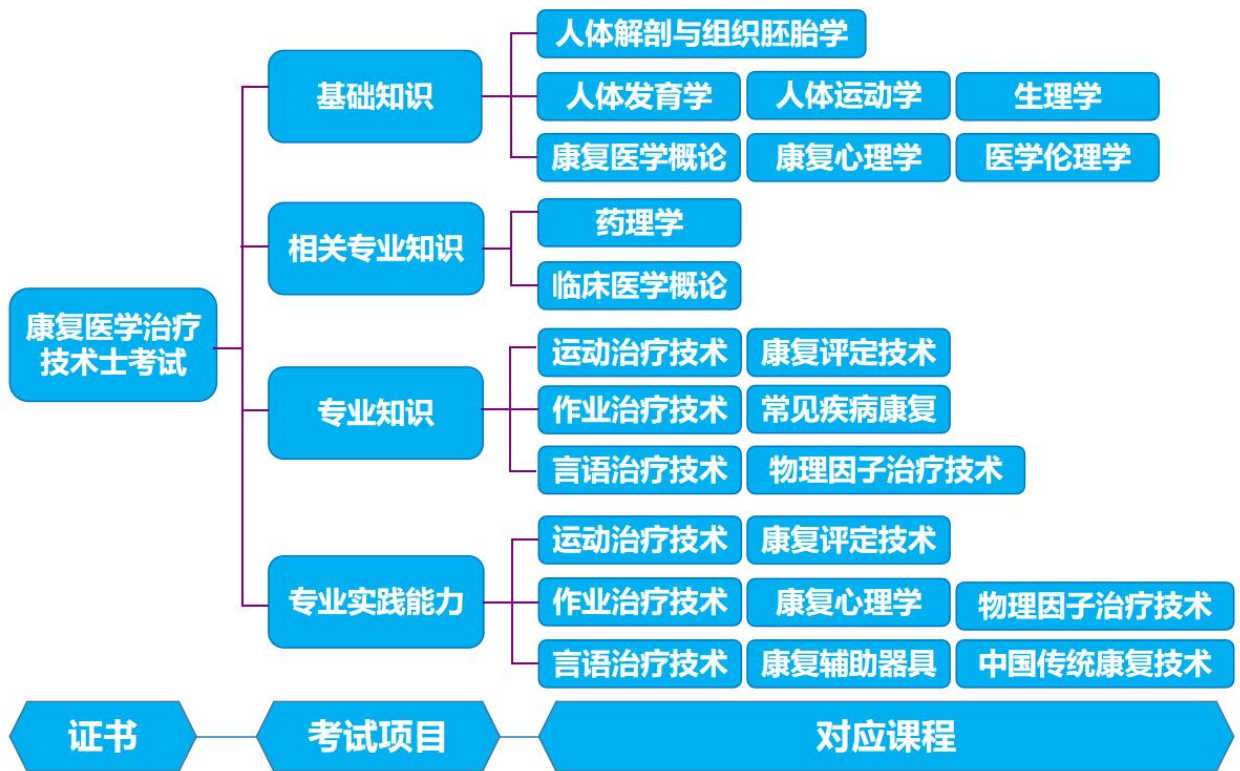 康复医学治疗
技术士考试
基础知识
人体解剖与组织胚胎学
人体发育学 人体运动学 生理学
康复医学概论 康复心理学 医学伦理学
相关专业知识
药理学
临床医学概论
专业知识
运动治疗技术 康复评定技术
作业治疗技术 常见疾病康复
言语治疗技术 物理因子治疗技术
专业实践能力
运动治疗技术 康复评定技术
作业治疗技术 康复心理学 物理因子治疗技术
言语治疗技术 康复辅助器具 中国传统康复技术
证书 考试项目 对应课程